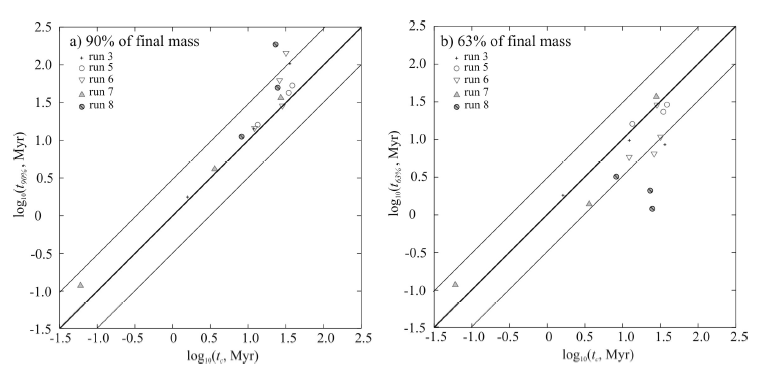 a) 90% of final mass
run 3
run 5
run 6
run 7
run 8
2.5
2.0
1.5
1.0
0.5
0
-0.5
-1.0
-1.5
log10(t90%, Myr)
-1.5 -1.0 -0.5 0 0.5 1.0 1.5 2.0 2.5
log10(tc, Myr)
b) 63% of final mass
run 3
run 5
run 6
run 7
run 8
2.5
2.0
1.5
1.0
0.5
0
-0.5
-1.0
-1.5
log10(t63%, Myr)
-1.5 -1.0 -0.5 0 0.5 1.0 1.5 2.0 2.5
log10(tc, Myr)